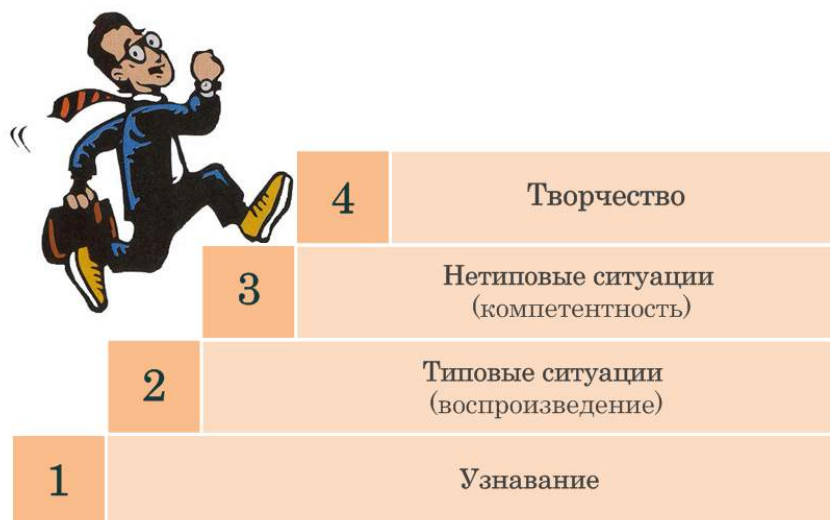 4 Творчество
3 Нетиповые ситуации
(компетентность)
2 Типовые ситуации
(воспроизведение)
1 Узнавание